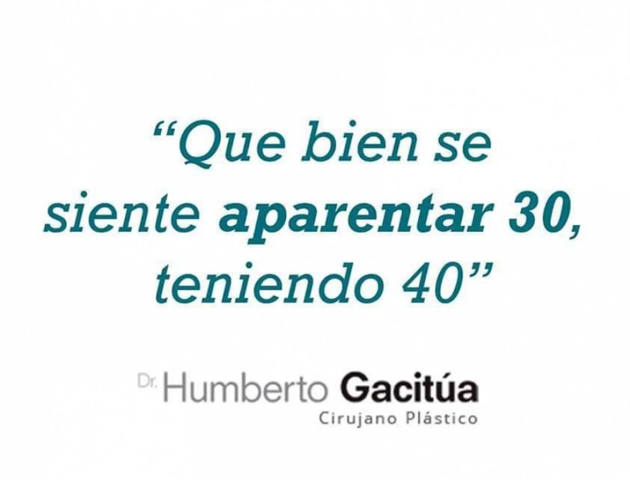 “Que bien se
siente aparentar 30,
teniendo 40”
Dr. Humberto Gacitúa
Cirujano Plástico